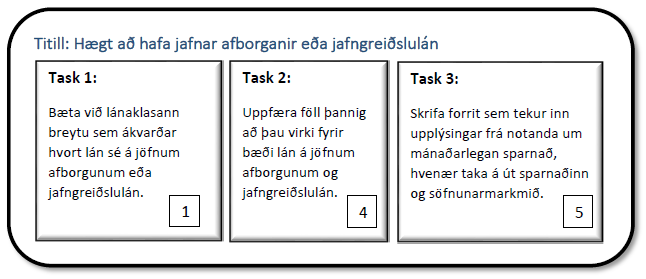 Titill: Hægt að hafa jafnar afborganir eða jafngreiðslulán
Task 1:
Bæta við lánaklasann
breytu sem ákvarðar
hvort lán sé á jöfnum
afborgunum eða
jafngreiðslulán.
1
Task 2:
Uppfæra föll þannig
að þau virki fyrir
bæði lán á jöfnum
afborgunum og
jafngreiðslulán.
4
Task 3:
Skrifa forrit sem tekur inn
upplýsingar frá notanda um
mánaðarlegan sparnað,
hvenær taka á út sparnaðinn
og söfnunarmarkmið.
5